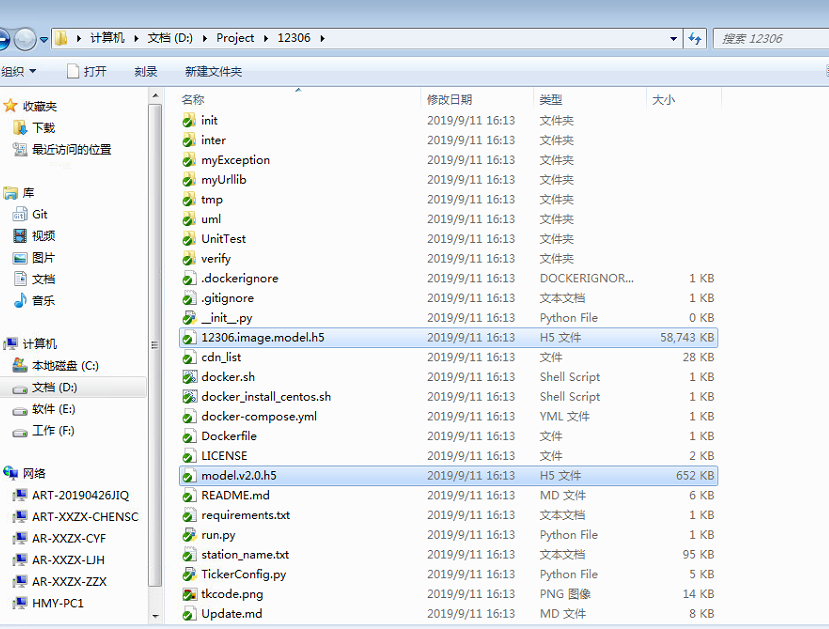 计算机 文档 (D:) Project 12306 搜索 12306
组织 打开 刻录 新建文件夹
收藏夹
下载
最近访问的位置
库
Git
视频
图片
文档
音乐
计算机
本地磁盘 (C:)
文档 (D:)
软件 (E:)
工作 (F:)
网络
ART-20190426JIQ
ART-XXZX-CHENSC
AR-XXZX-CYF
AR-XXZX-LJH
AR-XXZX-ZZX
HMY-PC1
名称 修改日期 类型 大小
init 2019/9/11 16:13 文件夹
inter 2019/9/11 16:13 文件夹
myException 2019/9/11 16:13 文件夹
myUrllib 2019/9/11 16:13 文件夹
tmp 2019/9/11 16:13 文件夹
uml 2019/9/11 16:13 文件夹
UnitTest 2019/9/11 16:13 文件夹
verify 2019/9/11 16:13 文件夹
.dockerignore 2019/9/11 16:13 DOCKERIGNOR... 1 KB
.gitignore 2019/9/11 16:13 文本文档 1 KB
__init__.py 2019/9/11 16:13 Python File 0 KB
12306.image.model.h5 2019/9/11 16:13 H5 文件 58,743 KB
cdn_list 2019/9/11 16:13 文件 28 KB
docker.sh 2019/9/11 16:13 Shell Script 1 KB
docker_install_centos.sh 2019/9/11 16:13 Shell Script 1 KB
docker-compose.yml 2019/9/11 16:13 YML 文件 1 KB
Dockerfile 2019/9/11 16:13 文件 1 KB
LICENSE 2019/9/11 16:13 文件 2 KB
model.v2.0.h5 2019/9/11 16:13 H5 文件 652 KB
README.md 2019/9/11 16:13 MD 文件 6 KB
requirements.txt 2019/9/11 16:13 文本文档 1 KB
run.py 2019/9/11 16:13 Python File 1 KB
station_name.txt 2019/9/11 16:13 文本文档 95 KB
TickerConfig.py 2019/9/11 16:13 Python File 5 KB
tkcode.png 2019/9/11 16:13 PNG 图像 14 KB
Update.md 2019/9/11 16:13 MD 文件 8 KB